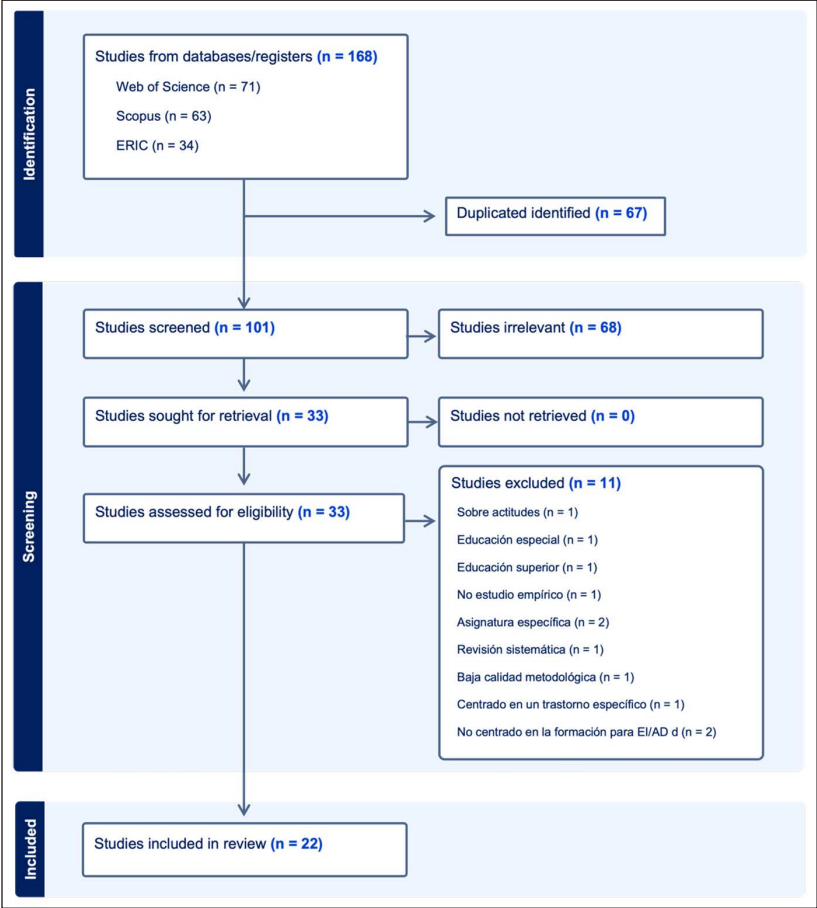 Identification
Studies from databases/registers (n = 168)
Web of Science (n = 71)
Scopus (n = 63)
ERIC (n = 34)
Duplicated identified (n = 67)
Screening
Studies screened (n = 101)
Studies irrelevant (n = 68)
Studies sought for retrieval (n = 33)
Studies not retrieved (n = 0)
Studies assessed for eligibility (n = 33)
Studies excluded (n = 11)
Sobre actitudes (n = 1)
Educación especial (n = 1)
Educación superior (n = 1)
No estudio empírico (n = 1)
Asignatura específica (n = 2)
Revisión sistemática (n = 1)
Baja calidad metodológica (n = 1)
Centrado en un trastorno específico (n = 1)
No centrado en la formación para EI/AD d (n = 2)
Included
Studies included in review (n = 22)